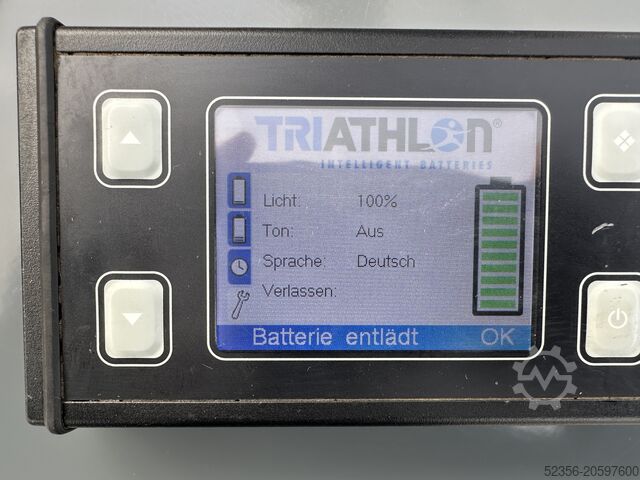 TRIATHLON®
INTELLIGENT BATTERIES
Licht: 100%
Ton: Aus
Sprache: Deutsch
Verlassen:
Batterie entlädt OK
52356-20597600